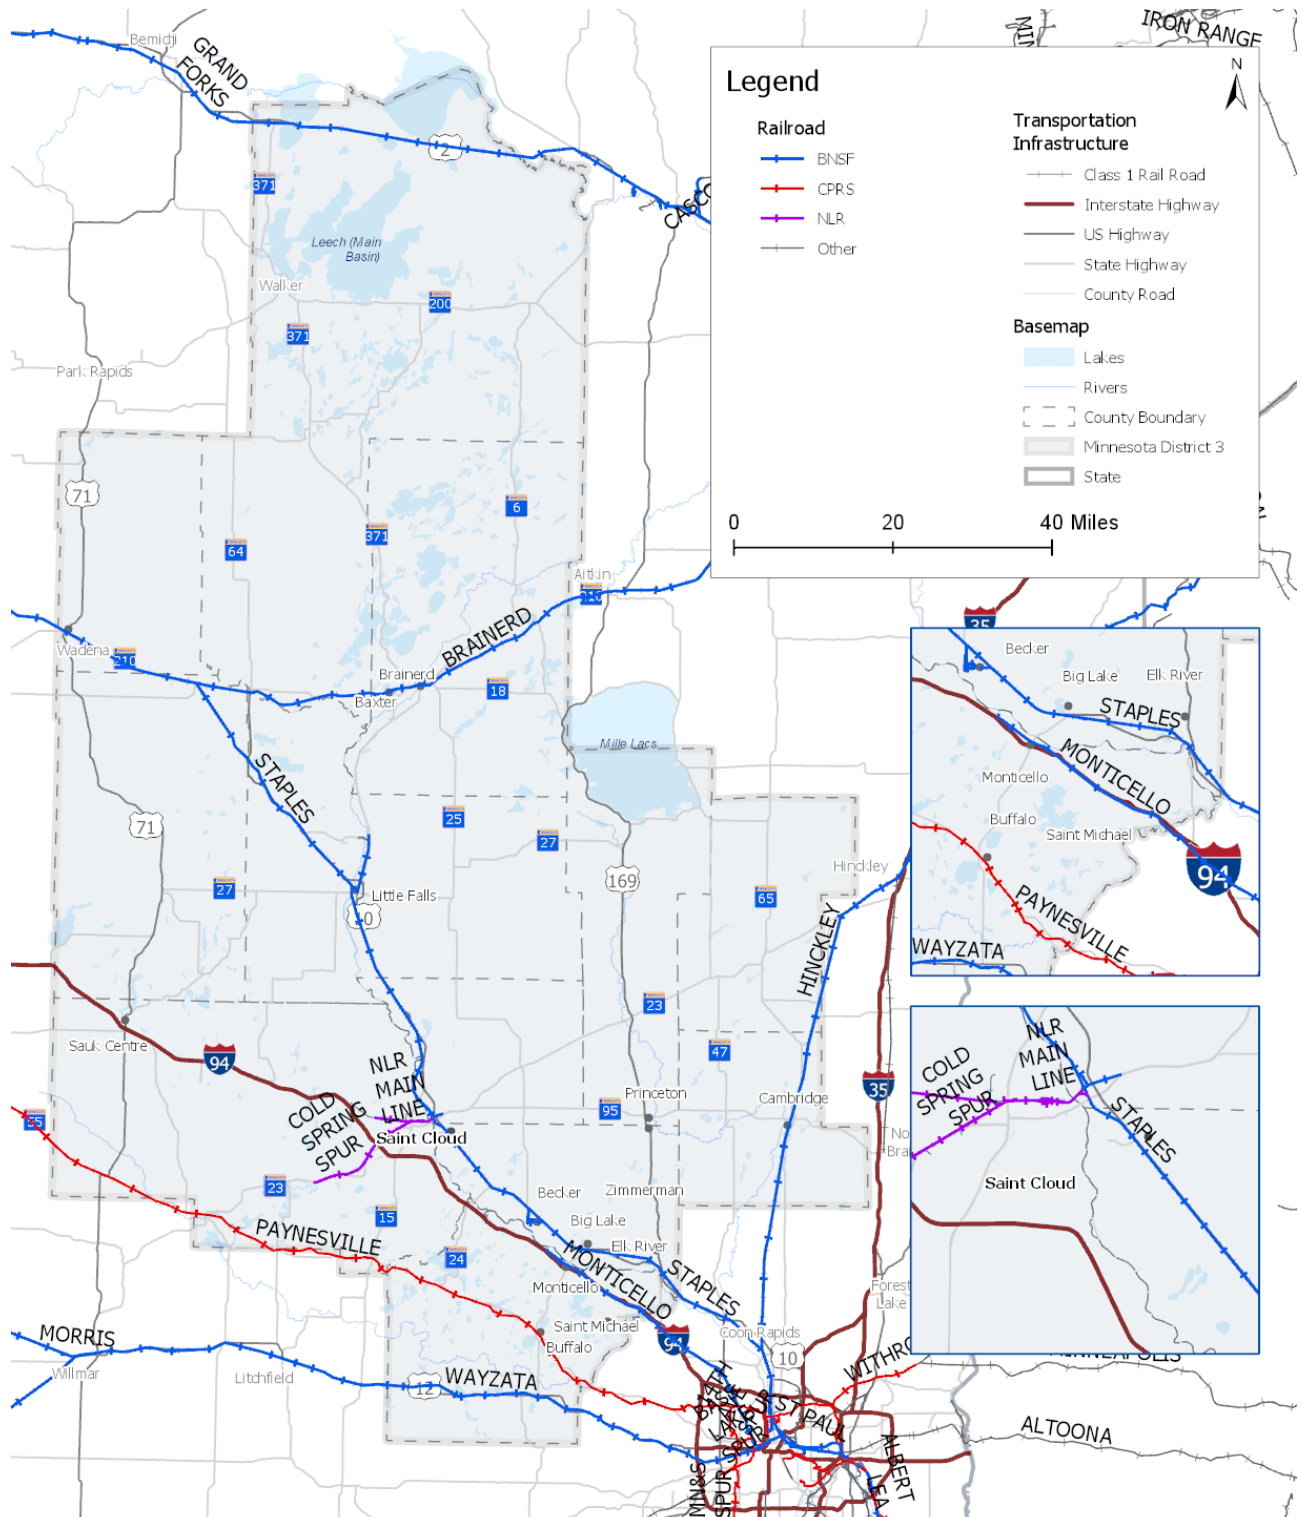 Bemidji
GRAND
FORKS
IRON RANGE
2
371
CASCO
Leech (Main
Basin)
Walker
200
371
Park Rapids
71
6
371
64
Aitkin
BRAINERD
Wadena
210
Brainerd
Baxter
18
Mille Lacs
STAPLES
71
25
27
169
Hinckley
27
Little Falls
65
HINCKLEY
23
Sauk Centre
94
NLR
MAIN
LINE
47
35
COLD
SPRING
SPUR
Princeton
Cambridge
55
95
Saint Cloud
23
Becker
Zimmerman
15
Big Lake
PAYNESVILLE
24
Elk River
MONTICELLO
STAPLES
Monticello
Forest
Lake
Saint Michael
94
Coon Rapids
MORRIS
Buffalo
10
Willmar
Litchfield
12
WAYZATA
ST PAUL
ALTOONA
ALBERT
LEA
MN&S
SPUR
Legend
N
Railroad
BNSF
CPRS
NLR
Other
Transportation
Infrastructure
Class 1 Rail Road
Interstate Highway
US Highway
State Highway
County Road
Basemap
Lakes
Rivers
County Boundary
Minnesota District 3
State
0 20 40 Miles
35
Becker
Big Lake
Elk River
STAPLES
MONTICELLO
Monticello
Buffalo
Saint Michael
94
PAYNESVILLE
WAYZATA
NLR
MAIN
LINE
COLD
SPRING
SPUR
STAPLES
Saint Cloud